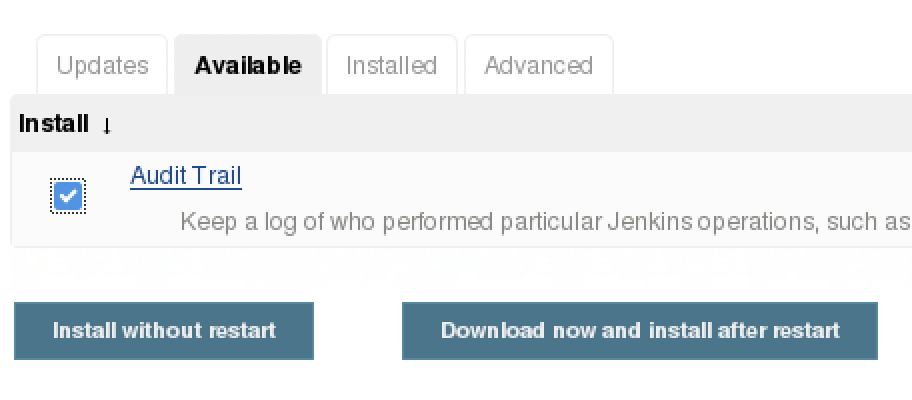 Updates Available Installed Advanced
Install ↓
Audit Trail
Keep a log of who performed particular Jenkins operations, such as
Install without restart Download now and install after restart